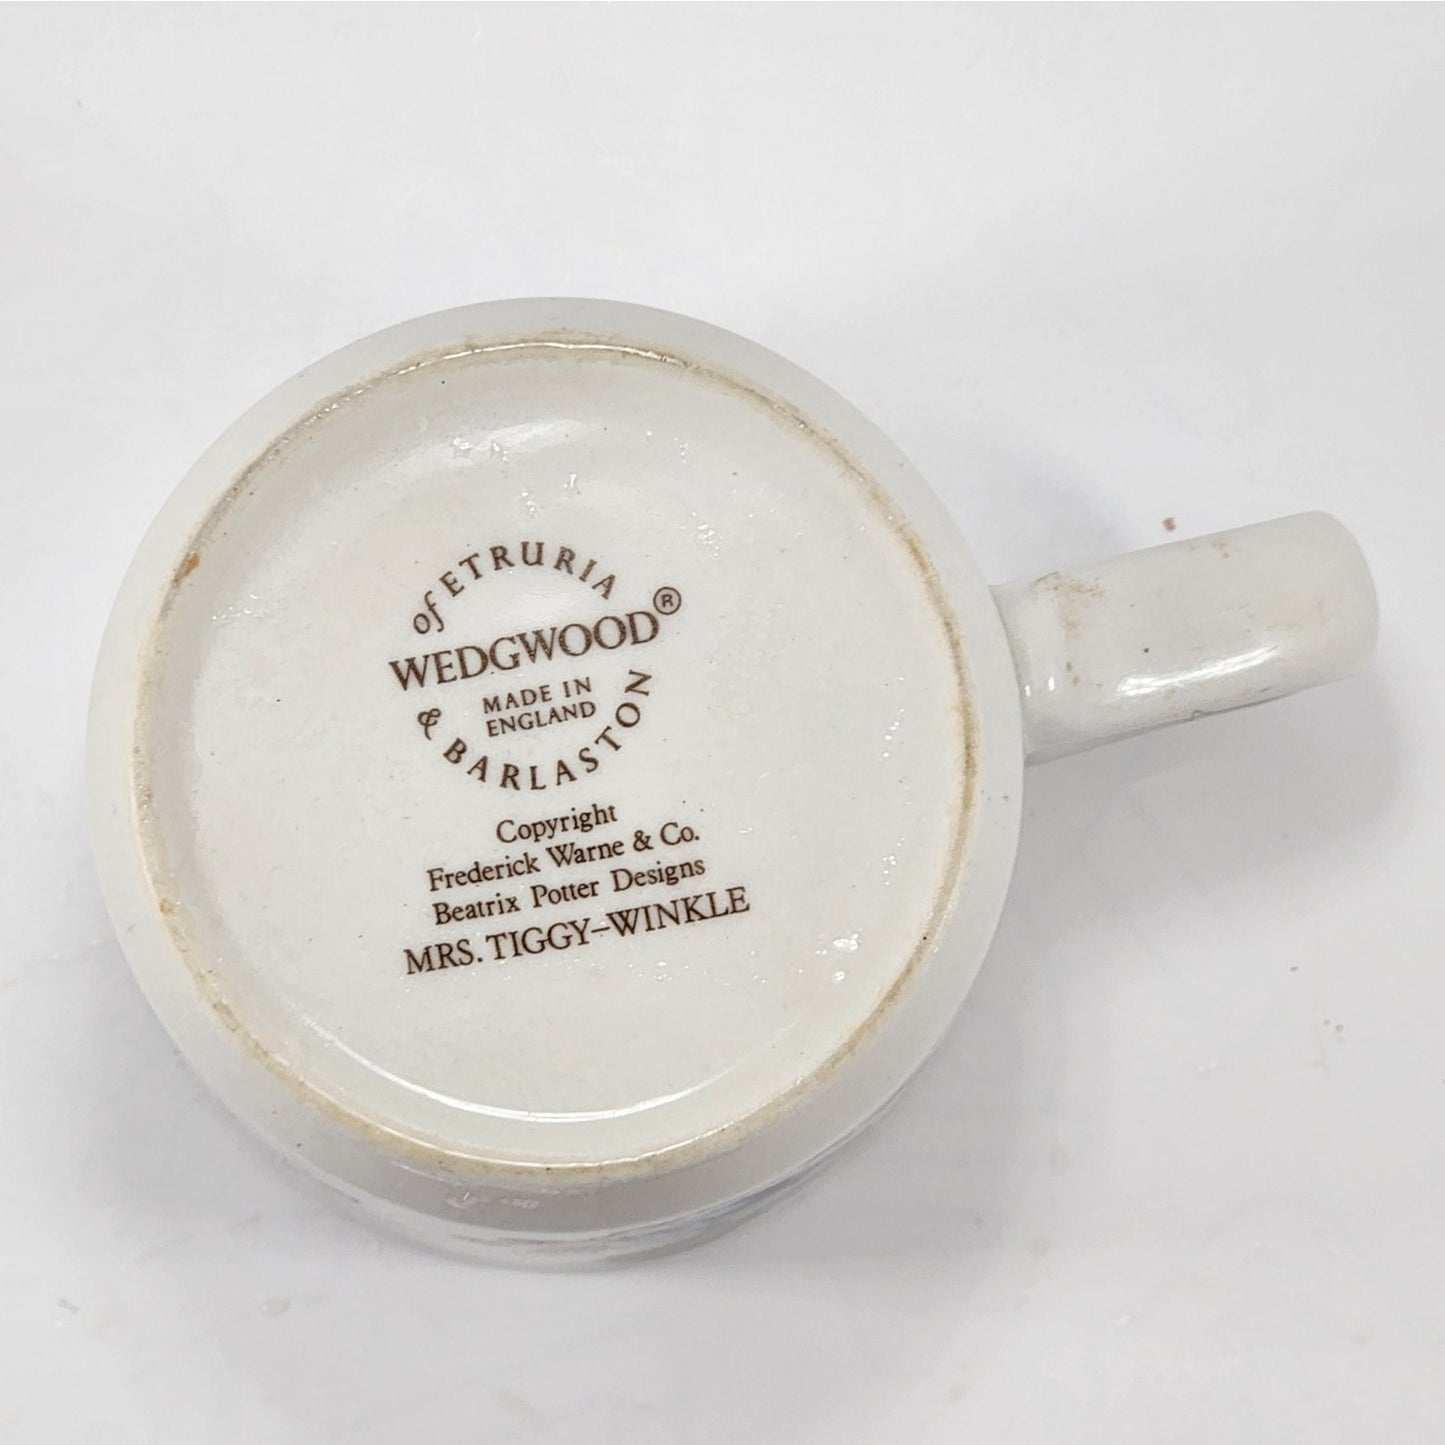 of ETRURIA
WEDGWOOD®
MADE IN
ENGLAND
& BARLASTON
Copyright
Frederick Warne & Co.
Beatrix Potter Designs
MRS. TIGGY–WINKLE